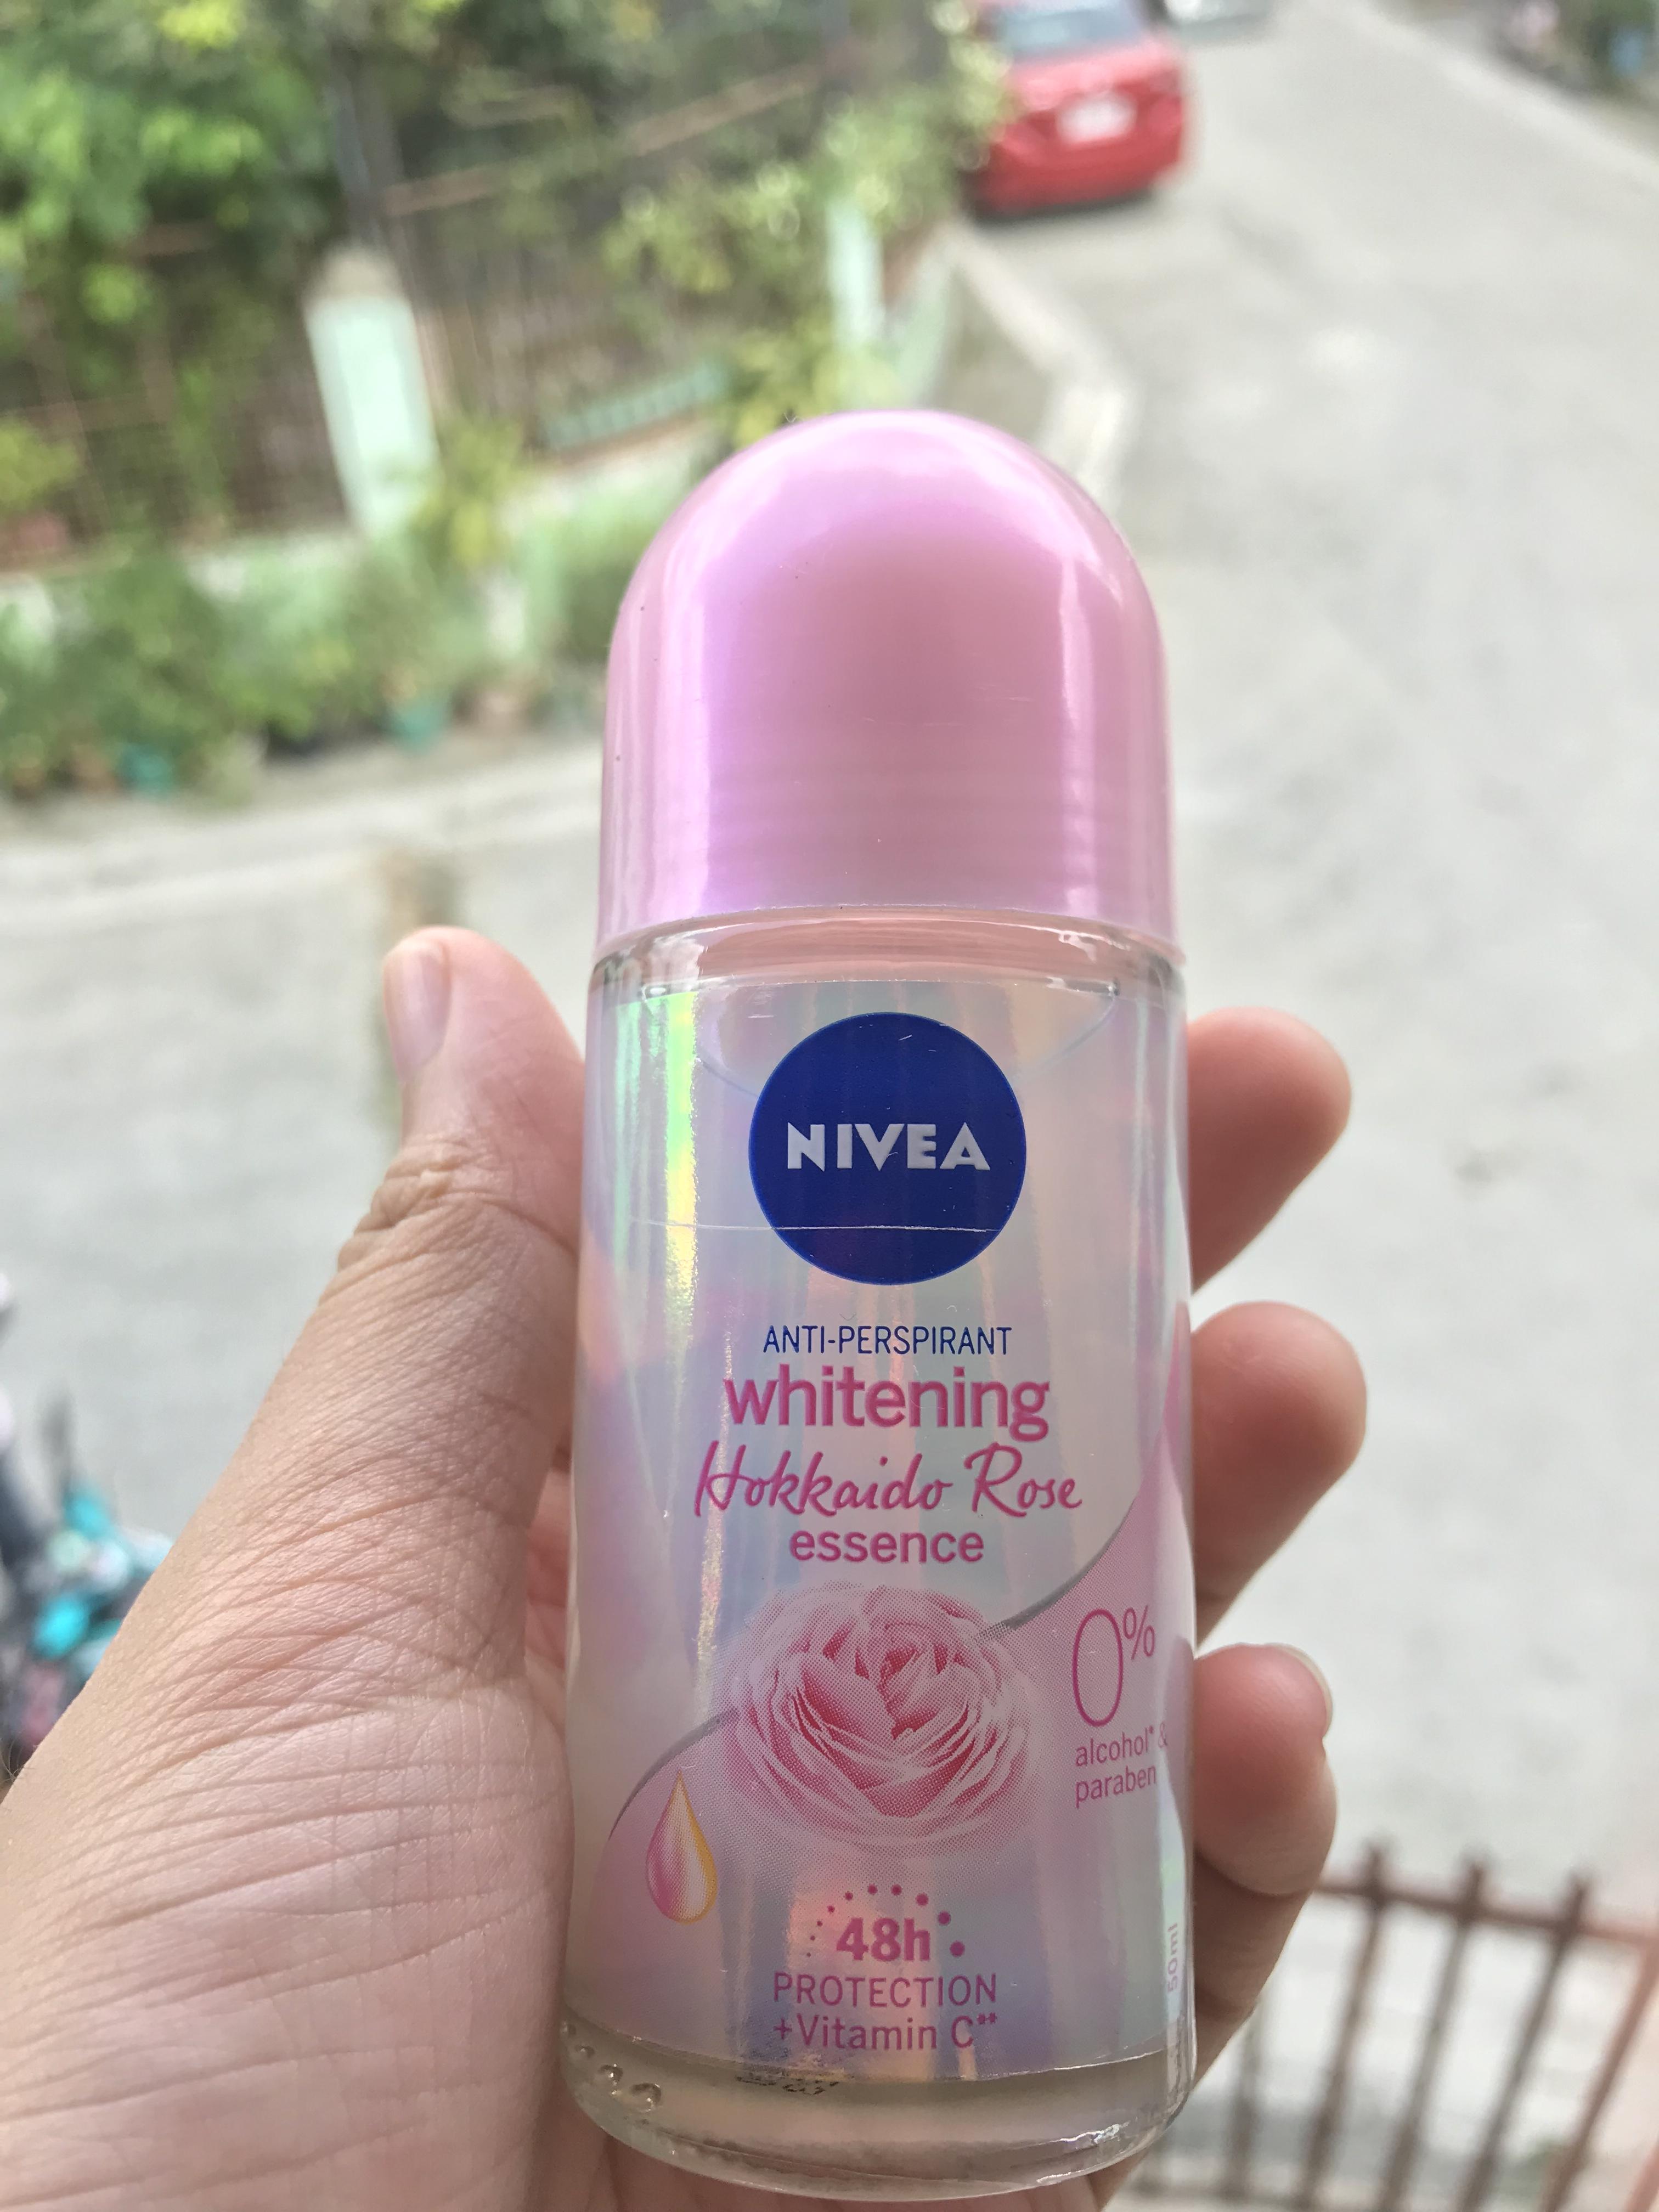 NIVEA
ANTI-PERSPIRANT
whitening
Hokkaido Rose
essence
0%
alcohol* &
paraben
48h
PROTECTION
+Vitamin C**
50ml